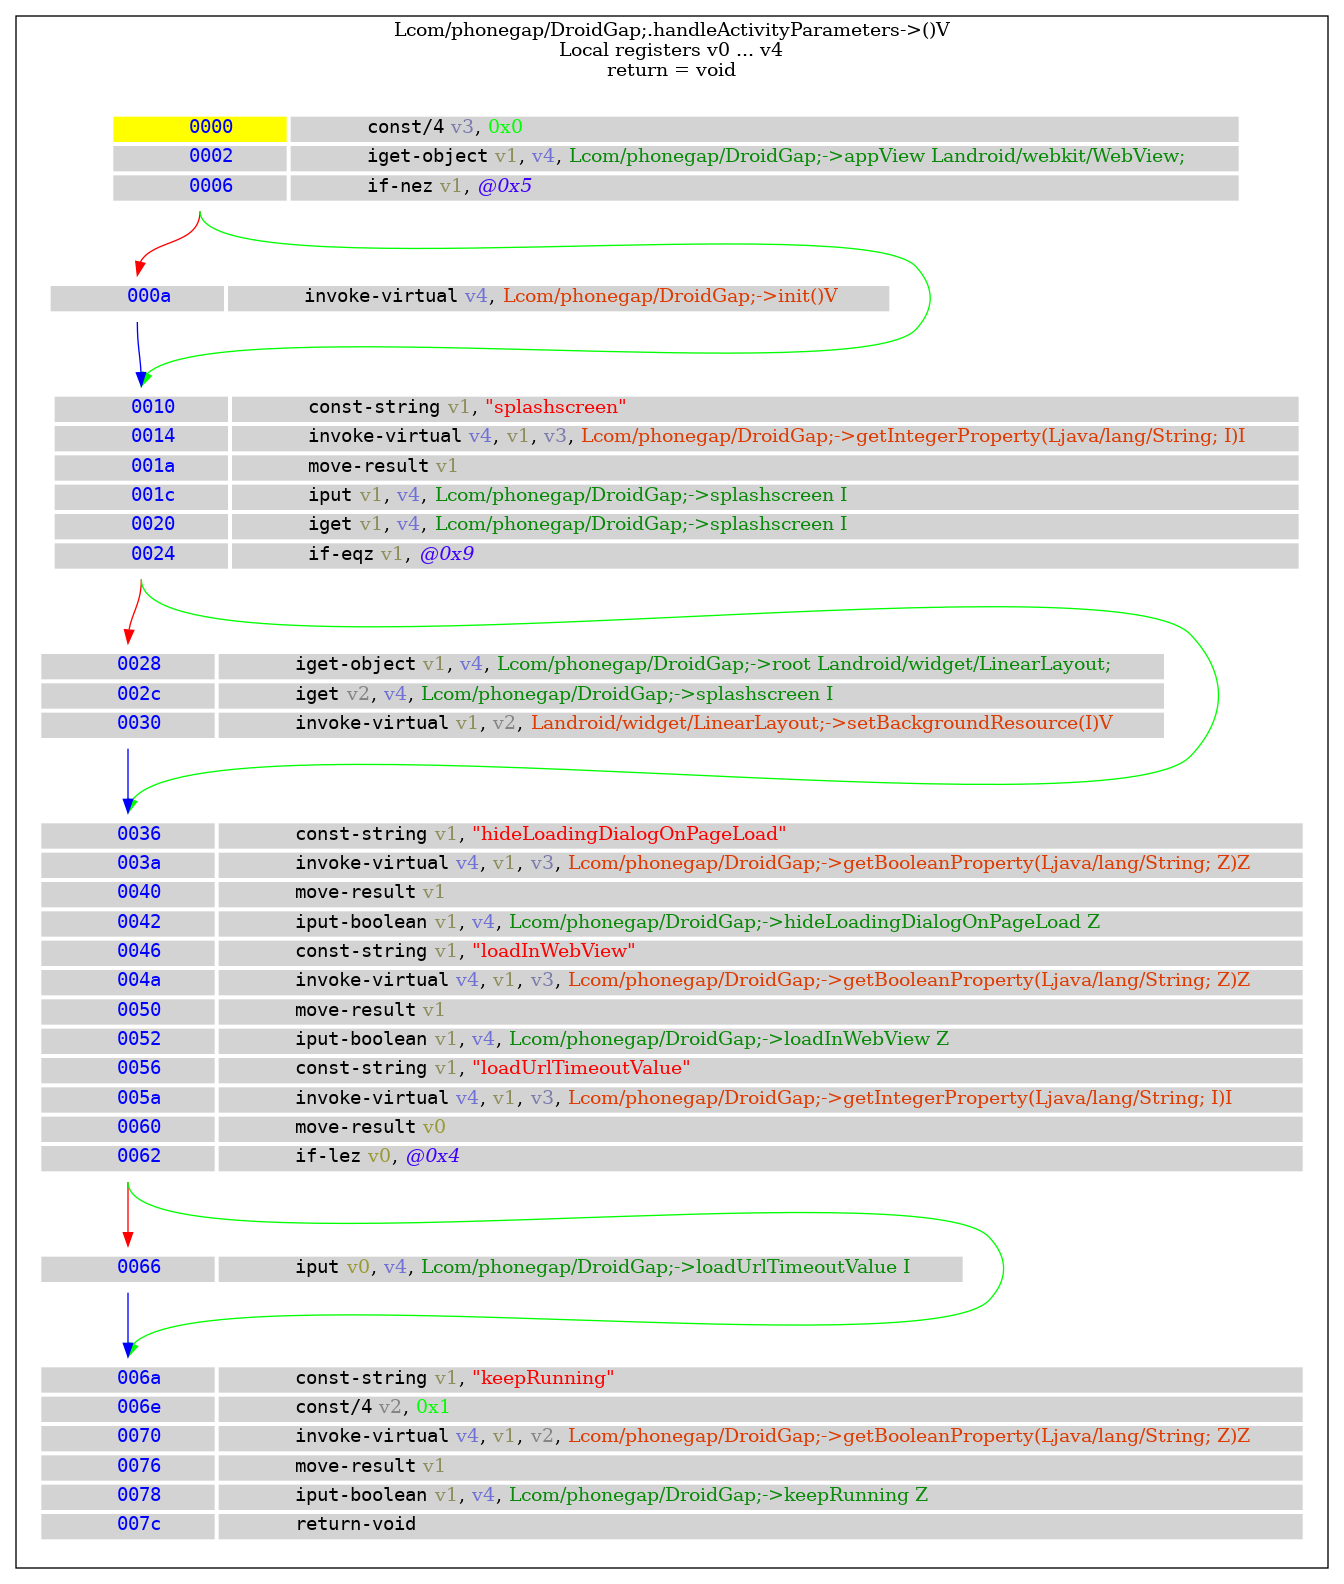 Lcom/phonegap/DroidGap;.handleActivityParameters->()V
Local registers v0 ... v4
return = void
0000 const/4 v3, 0x0
0002 iget-object v1, v4, Lcom/phonegap/DroidGap;->appView Landroid/webkit/WebView;
0006 if-nez v1, @0x5
000a invoke-virtual v4, Lcom/phonegap/DroidGap;->init()V
0010 const-string v1, "splashscreen"
0014 invoke-virtual v4, v1, v3, Lcom/phonegap/DroidGap;->getIntegerProperty(Ljava/lang/String; I)I
001a move-result v1
001c iput v1, v4, Lcom/phonegap/DroidGap;->splashscreen I
0020 iget v1, v4, Lcom/phonegap/DroidGap;->splashscreen I
0024 if-eqz v1, @0x9
0028 iget-object v1, v4, Lcom/phonegap/DroidGap;->root Landroid/widget/LinearLayout;
002c iget v2, v4, Lcom/phonegap/DroidGap;->splashscreen I
0030 invoke-virtual v1, v2, Landroid/widget/LinearLayout;->setBackgroundResource(I)V
0036 const-string v1, "hideLoadingDialogOnPageLoad"
003a invoke-virtual v4, v1, v3, Lcom/phonegap/DroidGap;->getBooleanProperty(Ljava/lang/String; Z)Z
0040 move-result v1
0042 iput-boolean v1, v4, Lcom/phonegap/DroidGap;->hideLoadingDialogOnPageLoad Z
0046 const-string v1, "loadInWebView"
004a invoke-virtual v4, v1, v3, Lcom/phonegap/DroidGap;->getBooleanProperty(Ljava/lang/String; Z)Z
0050 move-result v1
0052 iput-boolean v1, v4, Lcom/phonegap/DroidGap;->loadInWebView Z
0056 const-string v1, "loadUrlTimeoutValue"
005a invoke-virtual v4, v1, v3, Lcom/phonegap/DroidGap;->getIntegerProperty(Ljava/lang/String; I)I
0060 move-result v0
0062 if-lez v0, @0x4
0066 iput v0, v4, Lcom/phonegap/DroidGap;->loadUrlTimeoutValue I
006a const-string v1, "keepRunning"
006e const/4 v2, 0x1
0070 invoke-virtual v4, v1, v2, Lcom/phonegap/DroidGap;->getBooleanProperty(Ljava/lang/String; Z)Z
0076 move-result v1
0078 iput-boolean v1, v4, Lcom/phonegap/DroidGap;->keepRunning Z
007c return-void